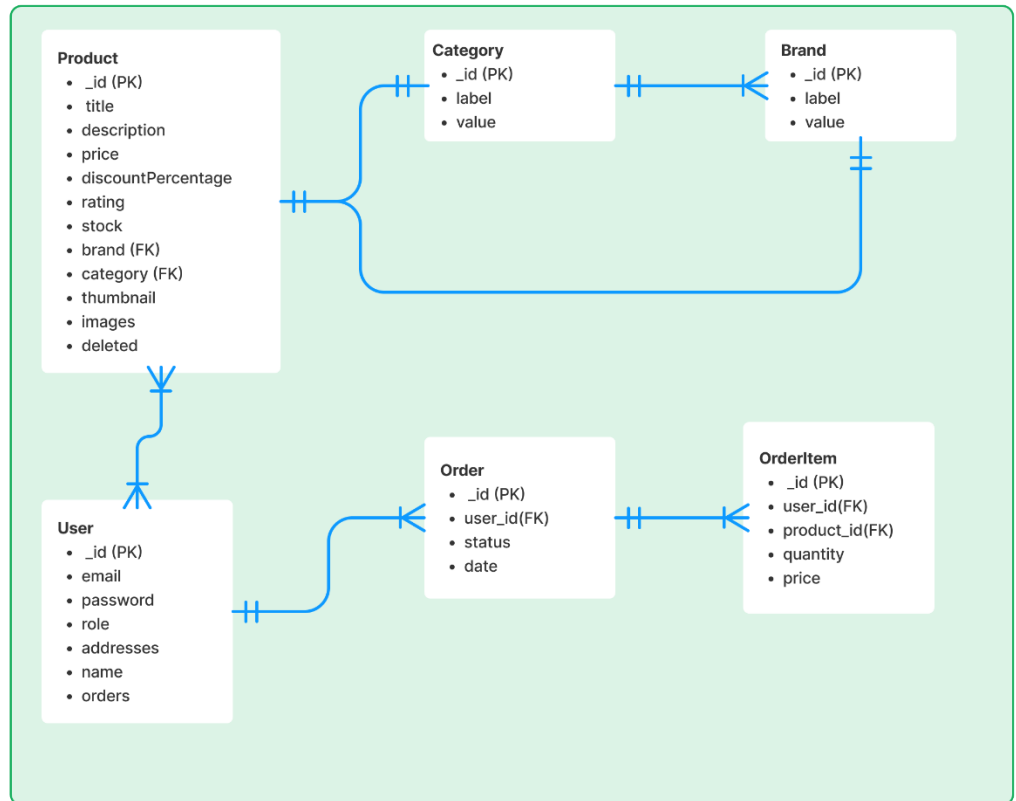 Product
• _id (PK)
• title
• description
• price
• discountPercentage
• rating
• stock
• brand (FK)
• category (FK)
• thumbnail
• images
• deleted
Category
• _id (PK)
• label
• value
Brand
• _id (PK)
• label
• value
User
• _id (PK)
• email
• password
• role
• addresses
• name
• orders
Order
• _id (PK)
• user_id(FK)
• status
• date
OrderItem
• _id (PK)
• user_id(FK)
• product_id(FK)
• quantity
• price